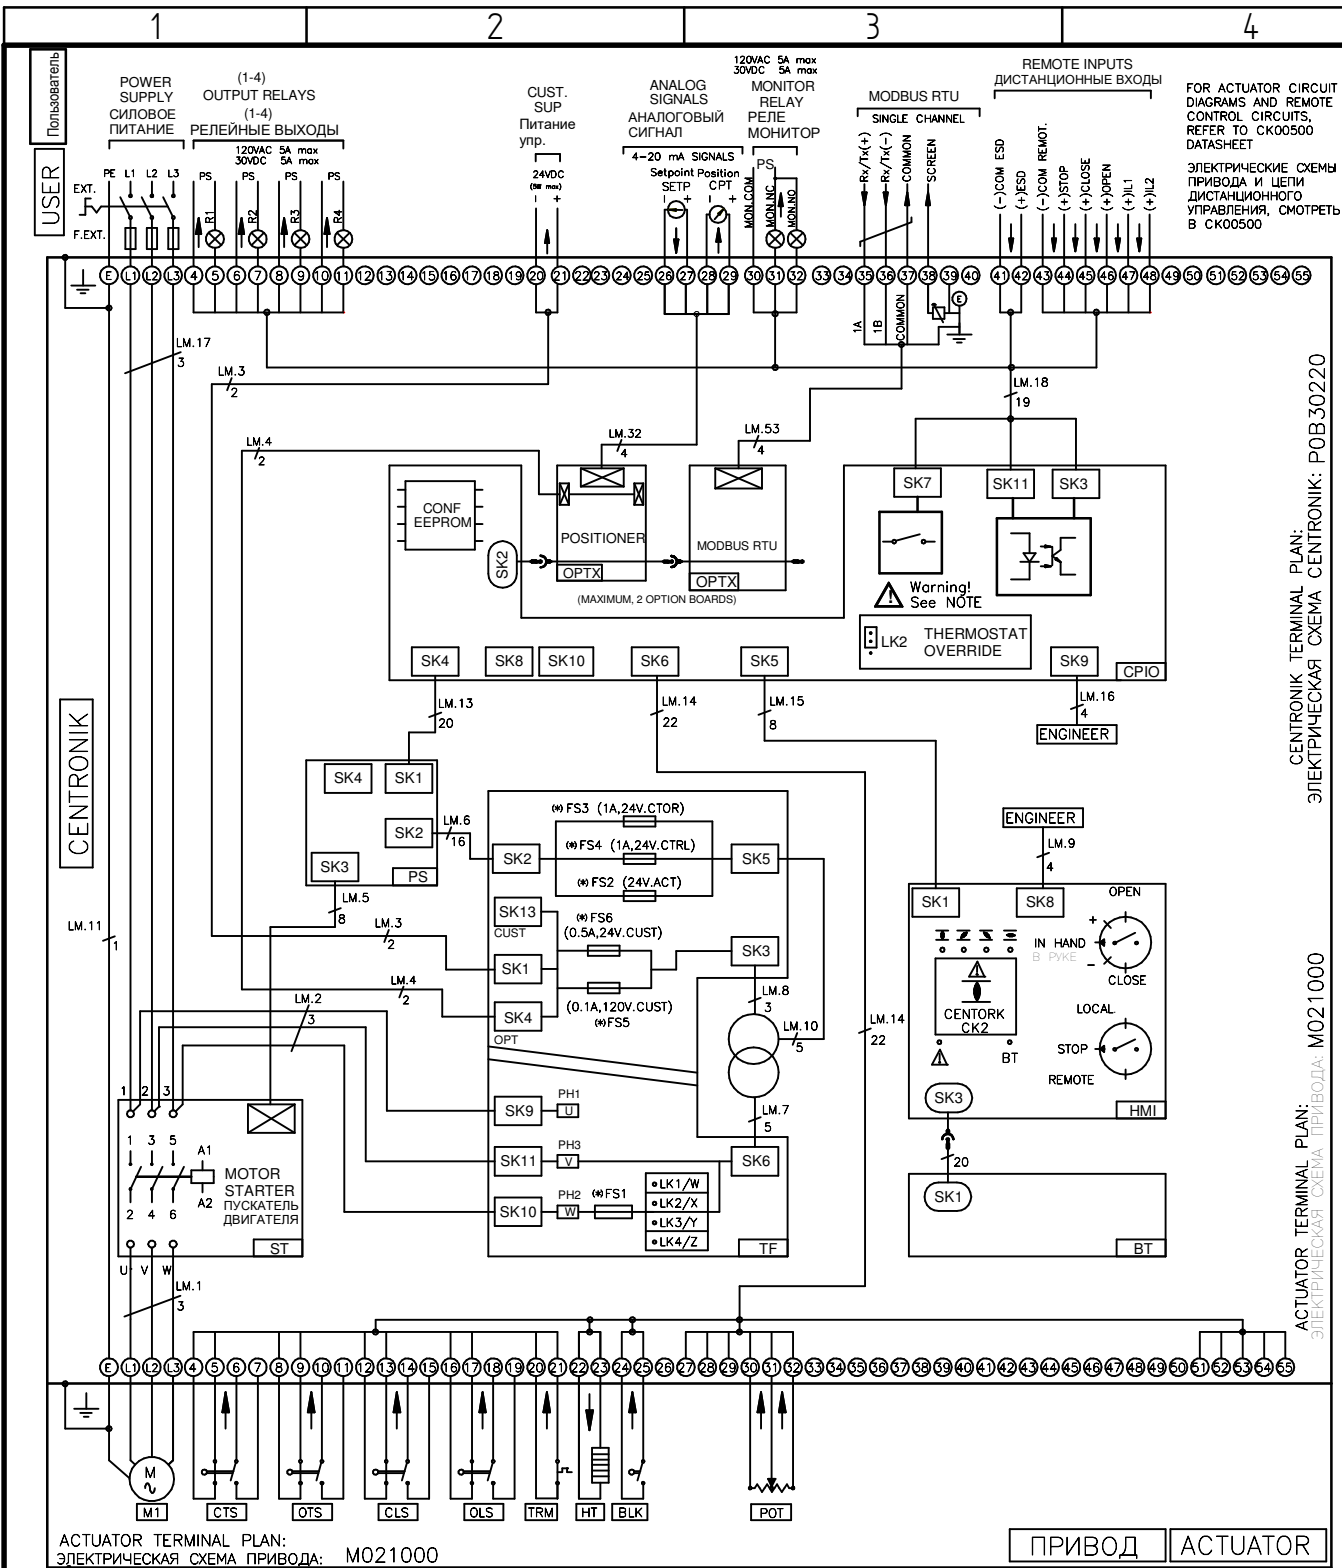 1 2 3 4
Пользователь
USER
POWER
SUPPLY
СИЛОВОЕ
ПИТАНИЕ
(1-4)
OUTPUT RELAYS
(1-4)
РЕЛЕЙНЫЕ ВЫХОДЫ
120VAC 5A max
30VDC 5A max
CUST.
SUP
Питание
упр.
24VDC
(5W max)
- +
ANALOG
SIGNALS
АНАЛОГОВЫЙ
СИГНАЛ
4-20 mA SIGNALS
Setpoint Position
SETP CPT
- + - +
120VAC 5A max
30VDC 5A max
MONITOR
RELAY
РЕЛЕ
МОНИТОР
PS
MON.COM
MON.NC
MON.NO
MODBUS RTU
SINGLE CHANNEL
Rx/Tx(+)
Rx/Tx(-)
COMMON
SCREEN
REMOTE INPUTS
ДИСТАНЦИОННЫЕ ВХОДЫ
(-)COM ESD
(+)ESD
(-)COM REMOT.
(+)STOP
(+)CLOSE
(+)OPEN
(+)IL1
(+)IL2
FOR ACTUATOR CIRCUIT
DIAGRAMS AND REMOTE
CONTROL CIRCUITS,
REFER TO CK00500
DATASHEET
ЭЛЕКТРИЧЕСКИЕ СХЕМЫ
ПРИВОДА И ЦЕПИ
ДИСТАНЦИОННОГО
УПРАВЛЕНИЯ, СМОТРЕТЬ
В CK00500
PE L1 L2 L3 PS PS PS PS
EXT.
F.EXT.
R1 R2 R3 R4
E L1 L2 L3 4 5 6 7 8 9 10 11 12 13 14 15 16 17 18 19 20 21 22 23 24 25 26 27 28 29 30 31 32 33 34 35 36 37 38 39 40 41 42 43 44 45 46 47 48 49 50 51 52 53 54 55
1A
1B
COMMON
E
LM.17
3
LM.3
2
LM.18
19
LM.4
2
LM.32
4
LM.53
4
CONF
EEPROM
SK2
POSITIONER
OPTX
MODBUS RTU
OPTX
(MAXIMUM, 2 OPTION BOARDS)
SK7 SK11 SK3
Warning!
See NOTE
LK2
THERMOSTAT
OVERRIDE
SK4 SK8 SK10 SK6 SK5 SK9
CPIO
LM.13
20
LM.14
22
LM.15
8
LM.16
4
ENGINEER
CENTRONIK
CENTRONIK TERMINAL PLAN:
ЭЛЕКТРИЧЕСКАЯ СХЕМА CENTRONIK: P0B30220
SK4 SK1
SK2
SK3
PS
LM.6
16
LM.5
8
(*) FS3 (1A,24V.CTOR)
(*) FS4 (1A,24V.CTRL)
(*) FS2 (24V.ACT)
SK2 SK5
SK13
CUST
(*) FS6
(0.5A,24V.CUST)
SK1 SK3
(0.1A,120V.CUST)
(*)FS5
SK4
OPT
LM.8
3
LM.10
5
LM.14
22
LM.7
5
SK9
PH1
U
SK11
PH3
V
SK6
SK10
PH2
W
(*)FS1
LK1/W
LK2/X
LK3/Y
LK4/Z
TF
LM.11
1
LM.3
2
LM.4
2
LM.2
3
ENGINEER
LM.9
4
SK1 SK8
OPEN
+
IN HAND
В РУКЕ
-
CLOSE
CENTORK
CK2
BT
LOCAL
STOP
REMOTE
SK3
HMI
20
SK1
BT
ACTUATOR TERMINAL PLAN:
ЭЛЕКТРИЧЕСКАЯ СХЕМА ПРИВОДА: M021000
1 2 3
1 3 5
A1
A2
2 4 6
MOTOR
STARTER
ПУСКАТЕЛЬ
ДВИГАТЕЛЯ
ST
U V W
LM.1
3
E L1 L2 L3 4 5 6 7 8 9 10 11 12 13 14 15 16 17 18 19 20 21 22 23 24 25 26 27 28 29 30 31 32 33 34 35 36 37 38 39 40 41 42 43 44 45 46 47 48 49 50 51 52 53 54 55
M
M1 CTS OTS CLS OLS TRM HT BLK POT
ACTUATOR TERMINAL PLAN:
ЭЛЕКТРИЧЕСКАЯ СХЕМА ПРИВОДА: M021000
ПРИВОД ACTUATOR